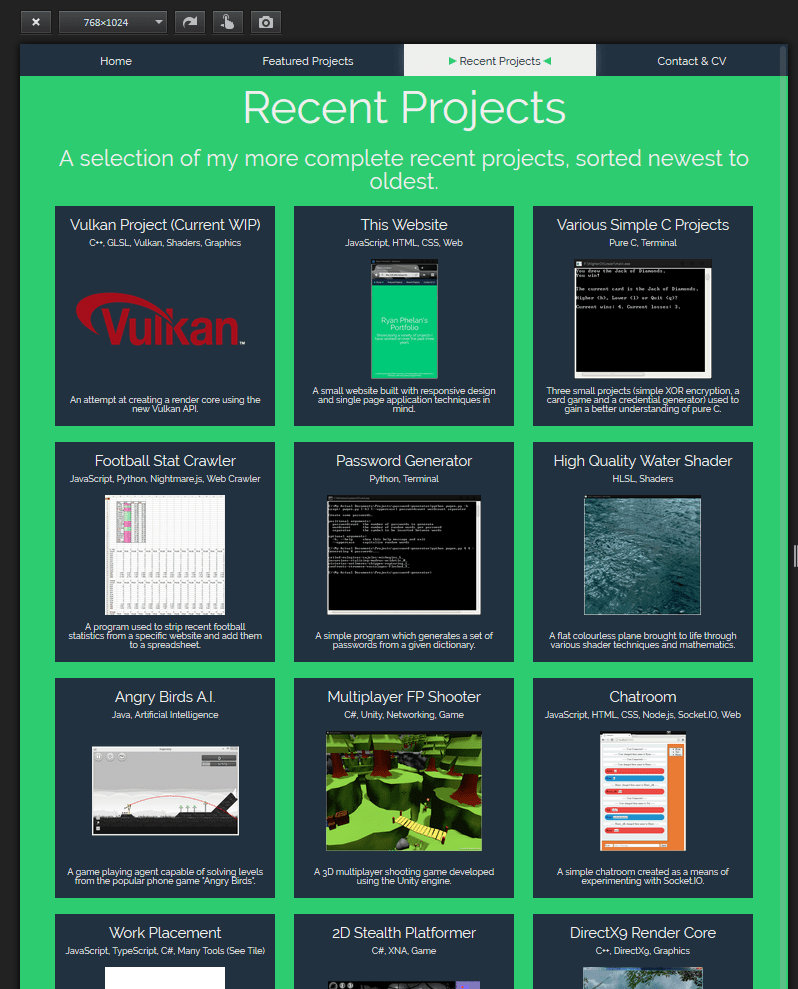 768×1024
Home
Featured Projects
Recent Projects
Contact & CV
Recent Projects
A selection of my more complete recent projects, sorted newest to
oldest.
Vulkan Project (Current WIP)
C++, GLSL, Vulkan, Shaders, Graphics
Vulkan
An attempt at creating a render core using the
new Vulkan API.
This Website
JavaScript, HTML, CSS, Web
Ryan Phelan's
Portfolio
A small website built with responsive design
and single page application techniques in
mind.
Various Simple C Projects
Pure C, Terminal
You drew the Jack of Diamonds.
You win!
The current card is the Jack of Diamonds.
Higher (h), Lower (l) or Quit (q)?
Current wins: 4, Current losses: 3.
Three small projects (simple XOR encryption, a
card game and a credential generator) used to
gain a better understanding of pure C.
Football Stat Crawler
JavaScript, Python, Nightmare.js, Web Crawler
A program used to strip recent football
statistics from a specific website and add them
to a spreadsheet.
Password Generator
Python, Terminal
A simple program which generates a set of
passwords from a given dictionary.
High Quality Water Shader
HLSL, Shaders
A flat colourless plane brought to life through
various shader techniques and mathematics.
Angry Birds A.I.
Java, Artificial Intelligence
A game playing agent capable of solving levels
from the popular phone game "Angry Birds".
Multiplayer FP Shooter
C#, Unity, Networking, Game
A 3D multiplayer shooting game developed
using the Unity engine.
Chatroom
JavaScript, HTML, CSS, Node.js, Socket.IO, Web
A simple chatroom created as a means of
experimenting with Socket.IO.
Work Placement
JavaScript, TypeScript, C#, Many Tools (See Tile)
2D Stealth Platformer
C#, XNA, Game
DirectX9 Render Core
C++, DirectX9, Graphics